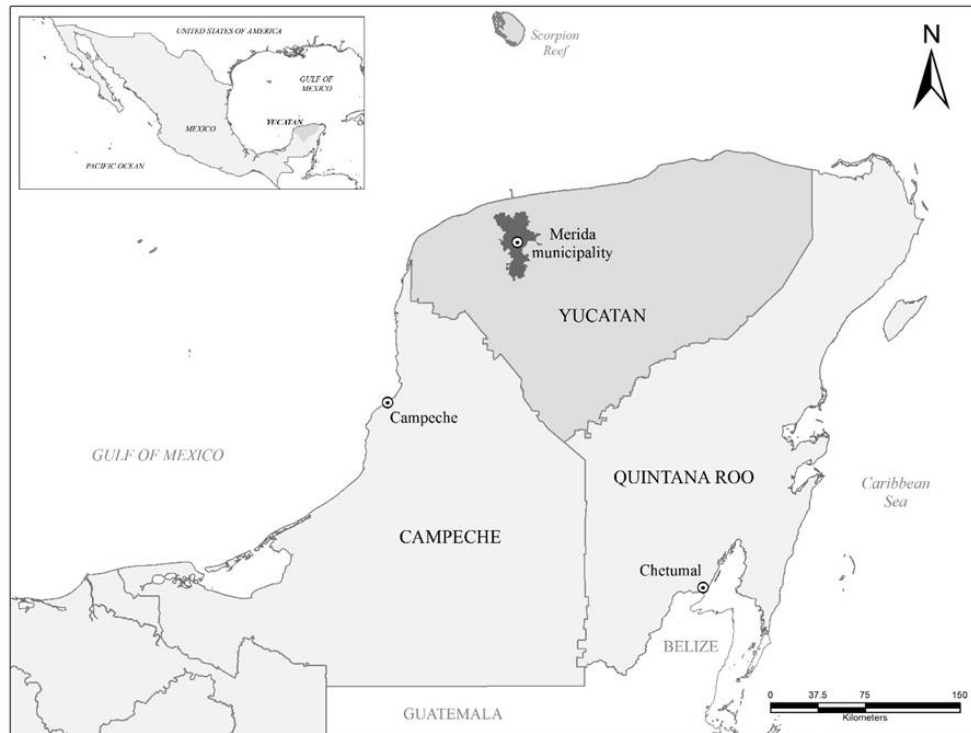 UNITED STATES OF AMERICA
GULF OF
MEXICO
YUCATAN
MEXICO
PACIFIC OCEAN
Scorpion
Reef
N
Merida
municipality
YUCATAN
Campeche
GULF OF MEXICO
QUINTANA ROO
Caribbean
Sea
CAMPECHE
Chetumal
BELIZE
GUATEMALA
0 37.5 75 150
Kilometers